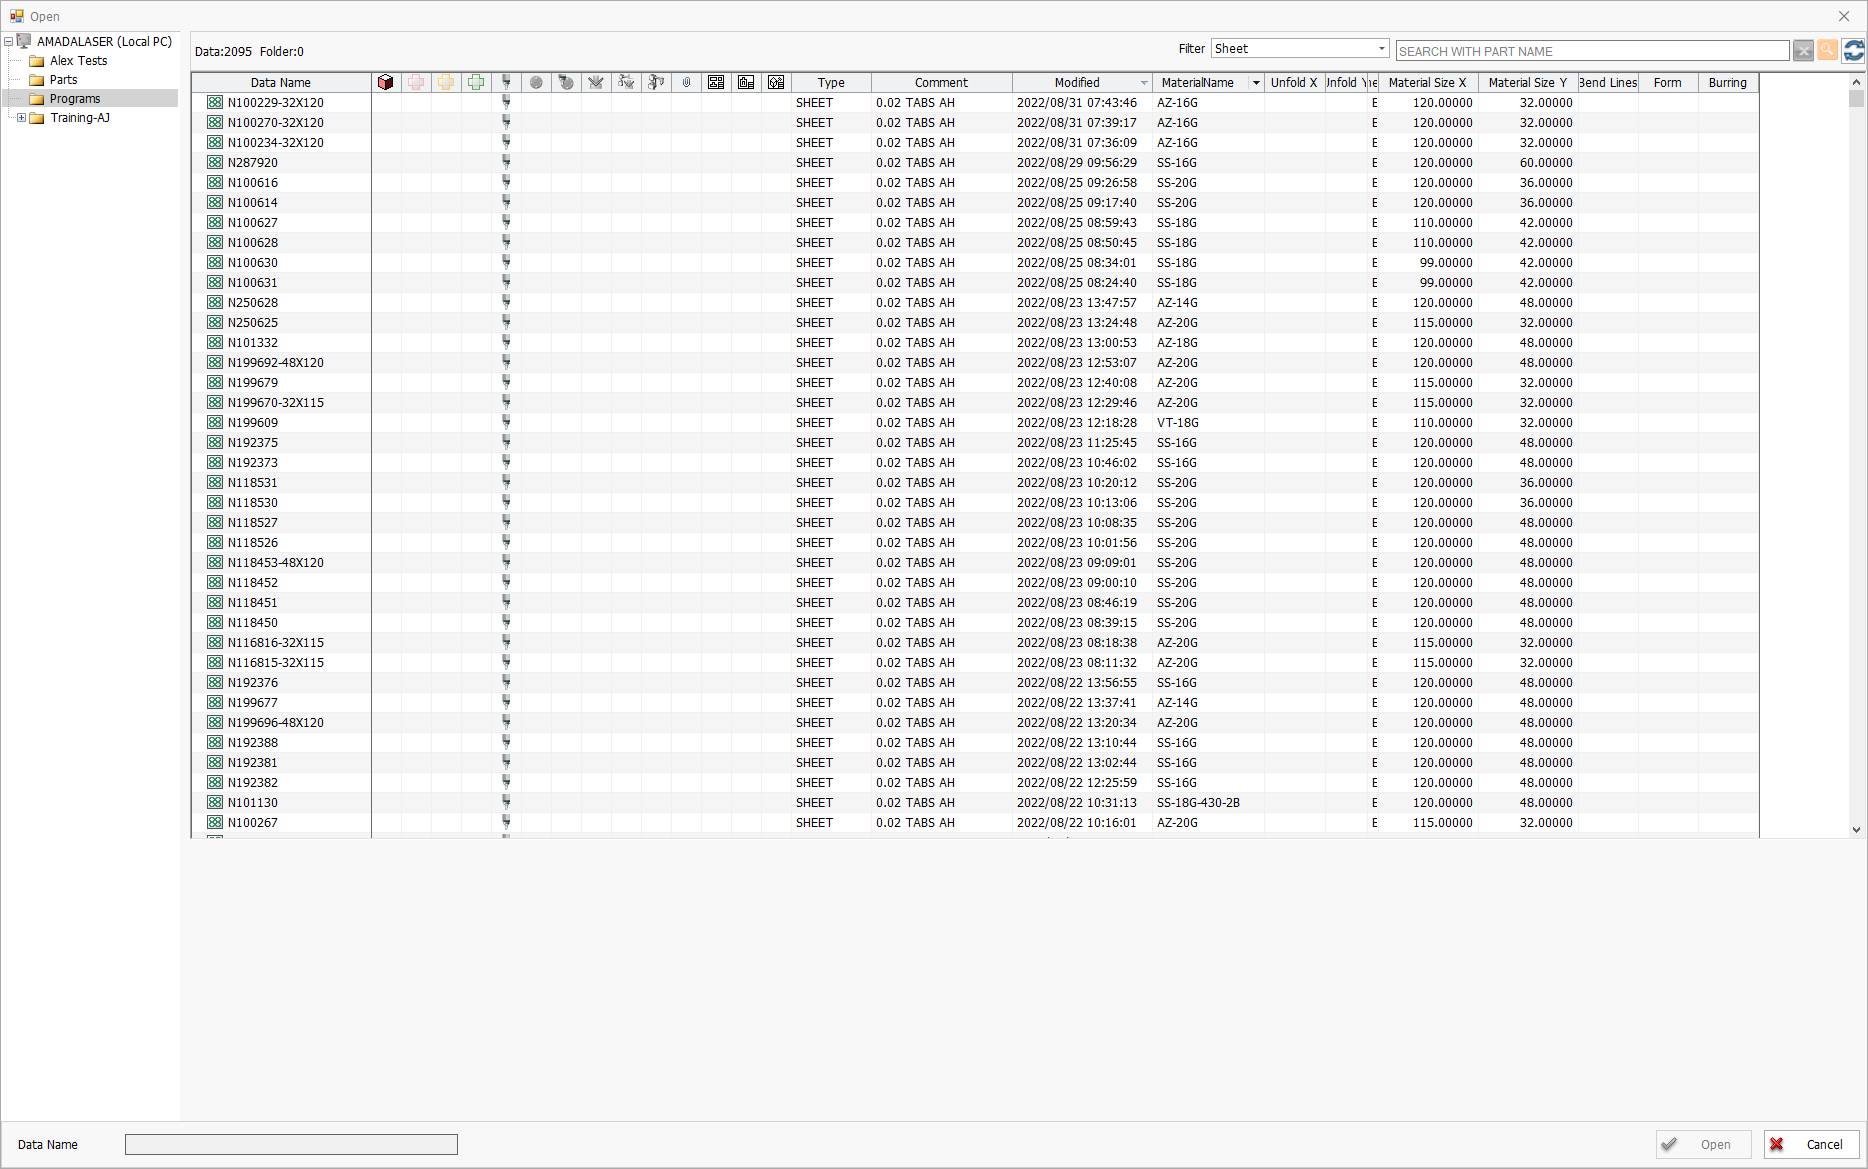 Open
AMADALASER (Local PC)
Alex Tests
Parts
Programs
Training-AJ
Data:2095 Folder:0
Filter Sheet SEARCH WITH PART NAME
Data Name Type Comment Modified MaterialName Unfold X Unfold Y Material Size X Material Size Y Bend Lines Form Burring
N100229-32X120 SHEET 0.02 TABS AH 2022/08/31 07:43:46 AZ-16G E 120.00000 32.00000
N100270-32X120 SHEET 0.02 TABS AH 2022/08/31 07:39:17 AZ-16G E 120.00000 32.00000
N100234-32X120 SHEET 0.02 TABS AH 2022/08/31 07:36:09 AZ-16G E 120.00000 32.00000
N287920 SHEET 0.02 TABS AH 2022/08/29 09:56:29 SS-16G E 120.00000 60.00000
N100616 SHEET 0.02 TABS AH 2022/08/25 09:26:58 SS-20G E 120.00000 36.00000
N100614 SHEET 0.02 TABS AH 2022/08/25 09:17:40 SS-20G E 120.00000 36.00000
N100627 SHEET 0.02 TABS AH 2022/08/25 08:59:43 SS-18G E 110.00000 42.00000
N100628 SHEET 0.02 TABS AH 2022/08/25 08:50:45 SS-18G E 110.00000 42.00000
N100630 SHEET 0.02 TABS AH 2022/08/25 08:34:01 SS-18G E 99.00000 42.00000
N100631 SHEET 0.02 TABS AH 2022/08/25 08:24:40 SS-18G E 99.00000 42.00000
N250628 SHEET 0.02 TABS AH 2022/08/23 13:47:57 AZ-14G E 120.00000 48.00000
N250625 SHEET 0.02 TABS AH 2022/08/23 13:24:48 AZ-20G E 115.00000 32.00000
N101332 SHEET 0.02 TABS AH 2022/08/23 13:00:53 AZ-18G E 120.00000 48.00000
N199692-48X120 SHEET 0.02 TABS AH 2022/08/23 12:53:07 AZ-20G E 120.00000 48.00000
N199679 SHEET 0.02 TABS AH 2022/08/23 12:40:08 AZ-20G E 115.00000 32.00000
N199670-32X115 SHEET 0.02 TABS AH 2022/08/23 12:29:46 AZ-20G E 115.00000 32.00000
N199609 SHEET 0.02 TABS AH 2022/08/23 12:18:28 VT-18G E 110.00000 32.00000
N192375 SHEET 0.02 TABS AH 2022/08/23 11:25:45 SS-16G E 120.00000 48.00000
N192373 SHEET 0.02 TABS AH 2022/08/23 10:46:02 SS-16G E 120.00000 48.00000
N118531 SHEET 0.02 TABS AH 2022/08/23 10:20:12 SS-20G E 120.00000 36.00000
N118530 SHEET 0.02 TABS AH 2022/08/23 10:13:06 SS-20G E 120.00000 36.00000
N118527 SHEET 0.02 TABS AH 2022/08/23 10:08:35 SS-20G E 120.00000 48.00000
N118526 SHEET 0.02 TABS AH 2022/08/23 10:01:56 SS-20G E 120.00000 48.00000
N118453-48X120 SHEET 0.02 TABS AH 2022/08/23 09:09:01 SS-20G E 120.00000 48.00000
N118452 SHEET 0.02 TABS AH 2022/08/23 09:00:10 SS-20G E 120.00000 48.00000
N118451 SHEET 0.02 TABS AH 2022/08/23 08:46:19 SS-20G E 120.00000 48.00000
N118450 SHEET 0.02 TABS AH 2022/08/23 08:39:15 SS-20G E 120.00000 48.00000
N116816-32X115 SHEET 0.02 TABS AH 2022/08/23 08:18:38 AZ-20G E 115.00000 32.00000
N116815-32X115 SHEET 0.02 TABS AH 2022/08/23 08:11:32 AZ-20G E 115.00000 32.00000
N192376 SHEET 0.02 TABS AH 2022/08/22 13:56:55 SS-16G E 120.00000 48.00000
N199677 SHEET 0.02 TABS AH 2022/08/22 13:37:41 AZ-14G E 120.00000 48.00000
N199696-48X120 SHEET 0.02 TABS AH 2022/08/22 13:20:34 AZ-20G E 120.00000 48.00000
N192388 SHEET 0.02 TABS AH 2022/08/22 13:10:44 SS-16G E 120.00000 48.00000
N192381 SHEET 0.02 TABS AH 2022/08/22 13:02:44 SS-16G E 120.00000 48.00000
N192382 SHEET 0.02 TABS AH 2022/08/22 12:25:59 SS-16G E 120.00000 48.00000
N101130 SHEET 0.02 TABS AH 2022/08/22 10:31:13 SS-18G-430-2B E 120.00000 48.00000
N100267 SHEET 0.02 TABS AH 2022/08/22 10:16:01 AZ-20G E 115.00000 32.00000
Data Name Open Cancel